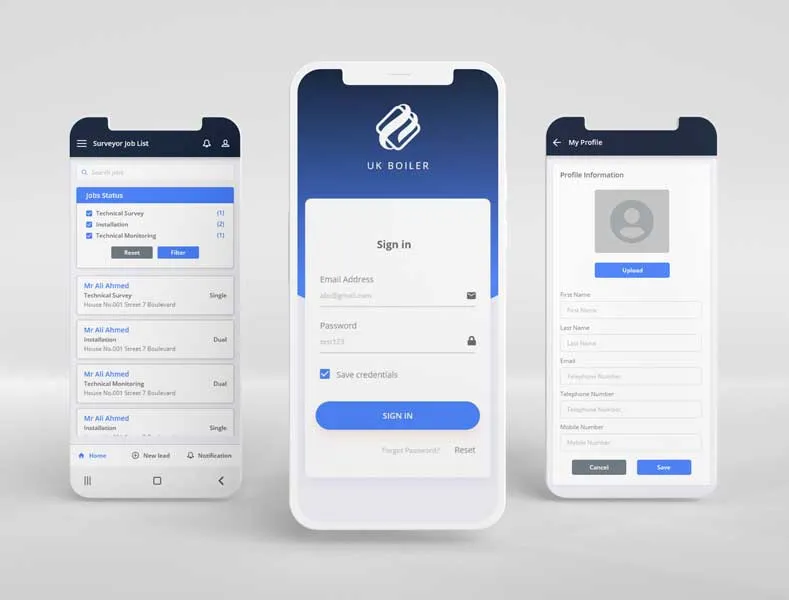 Surveyor Job List
Search jobs
Jobs Status
Technical Survey (1)
Installation (2)
Technical Monitoring (1)
Reset Filter
Mr Ali Ahmed
Technical Survey Single
House No.001 Street 7 Boulevard
Mr Ali Ahmed
Installation Dual
House No.001 Street 7 Boulevard
Mr Ali Ahmed
Technical Monitoring Dual
House No.001 Street 7 Boulevard
Mr Ali Ahmed
Installation Single
Home New lead Notification
UK BOILER
Sign in
Email Address
abc@gmail.com
Password
test123
Save credentials
SIGN IN
Forgot Password? Reset
My Profile
Profile Information
Upload
First Name
First Name
Last Name
Last Name
Email
Telephone Number
Telephone Number
Telephone Number
Mobile Number
Mobile Number
Cancel Save